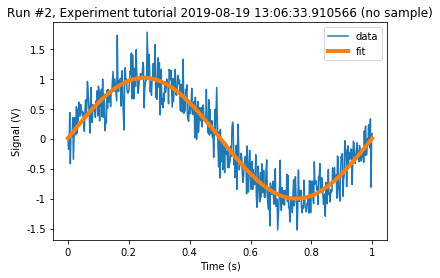 Run #2, Experiment tutorial 2019-08-19 13:06:33.910566 (no sample)
data
fit
Signal (V)
1.5
1
0.5
0
-0.5
-1
-1.5
0
0.2
0.4
0.6
0.8
1
Time (s)